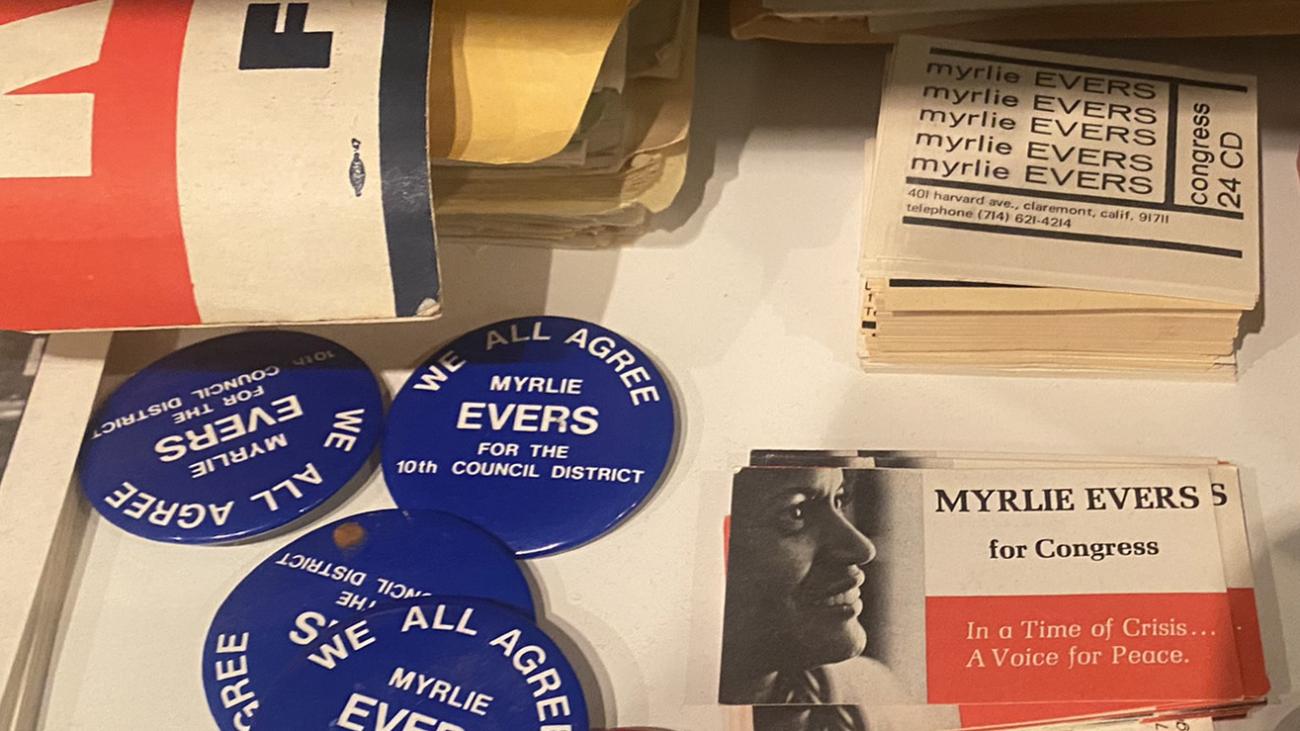 F
myrlie EVERS
myrlie EVERS
myrlie EVERS
myrlie EVERS
myrlie EVERS
congress
24 CD
401 harvard ave., claremont, calif. 91711
telephone (714) 621-4214
10th
COUNCIL DISTRICT
FOR THE
EVERS
MYRLIE
WE ALL AGREE
WE ALL AGREE
MYRLIE
EVERS
FOR THE
10th COUNCIL DISTRICT
DISTRICT
THE
WE ALL AGREE
MYRLIE
MYRLIE EVERS S
for Congress
In a Time of Crisis...
A Voice for Peace.